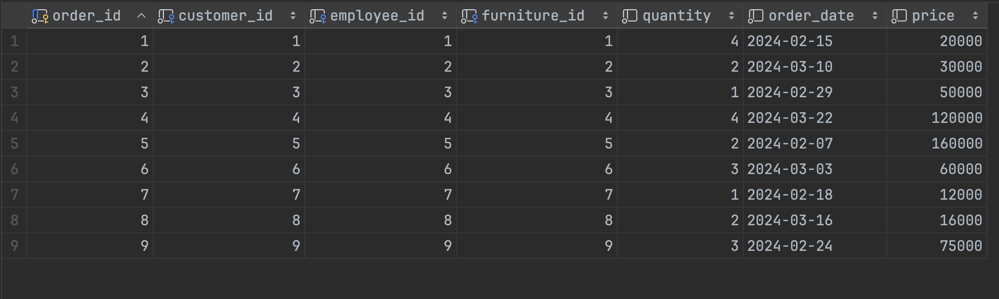 order_id customer_id employee_id furniture_id quantity order_date price
1 1 1 1 1 4 2024-02-15 20000
2 2 2 2 2 2 2024-03-10 30000
3 3 3 3 3 1 2024-02-29 50000
4 4 4 4 4 4 2024-03-22 120000
5 5 5 5 5 2 2024-02-07 160000
6 6 6 6 6 3 2024-03-03 60000
7 7 7 7 7 1 2024-02-18 12000
8 8 8 8 8 2 2024-03-16 16000
9 9 9 9 9 3 2024-02-24 75000